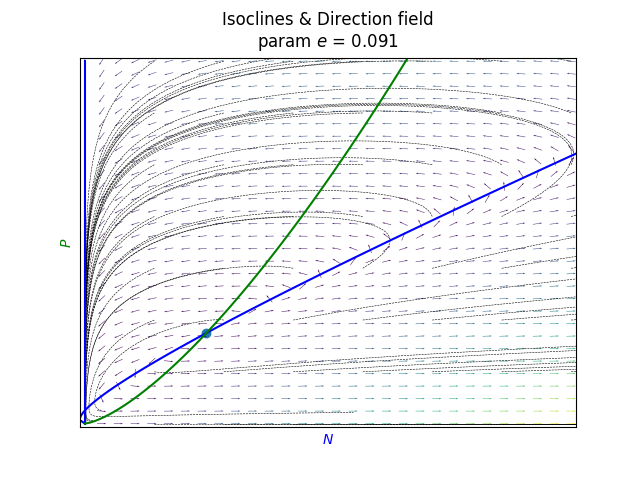 Isoclines & Direction field
param e = 0.091
P
N